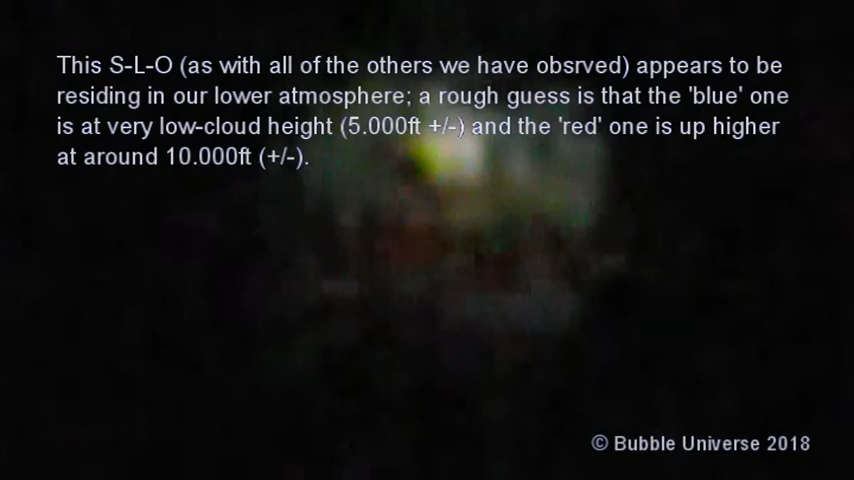 This S-L-O (as with all of the others we have obsrved) appears to be
residing in our lower atmosphere; a rough guess is that the 'blue' one
is at very low-cloud height (5.000ft +/-) and the 'red' one is up higher
at around 10.000ft (+/-).
© Bubble Universe 2018